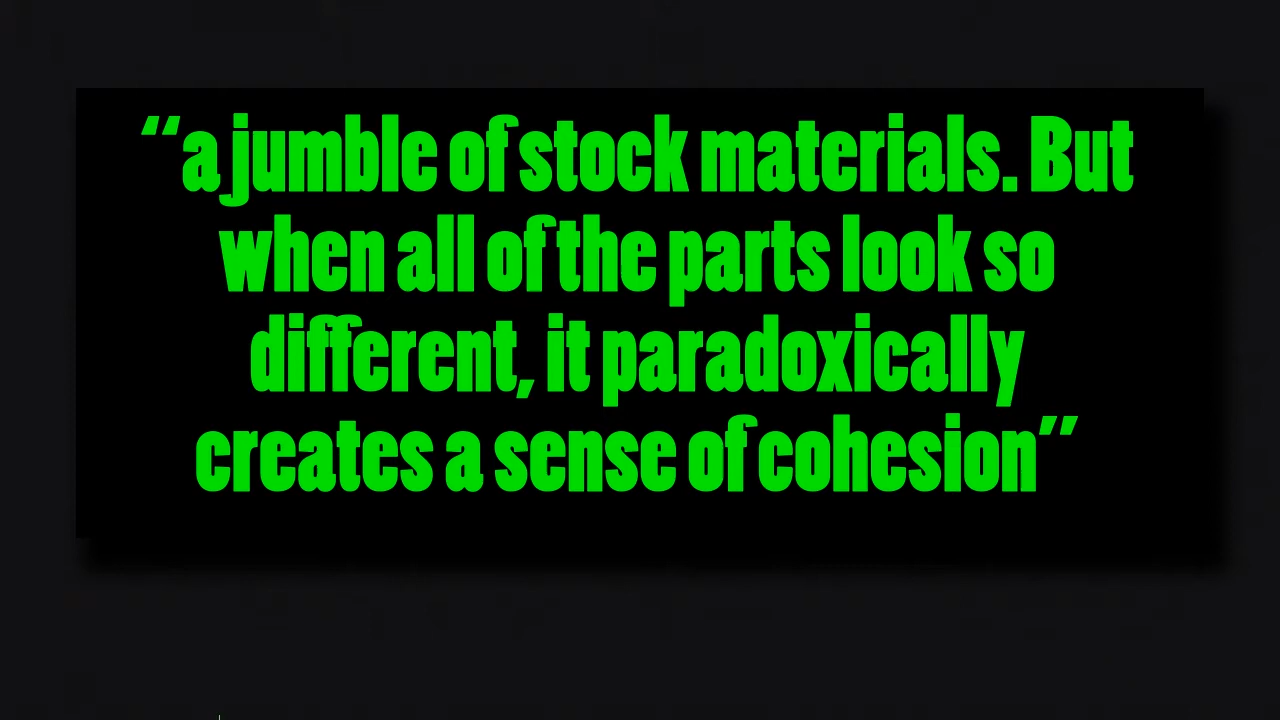 “a jumble of stock materials. But
when all of the parts look so
different, it paradoxically
creates a sense of cohesion”